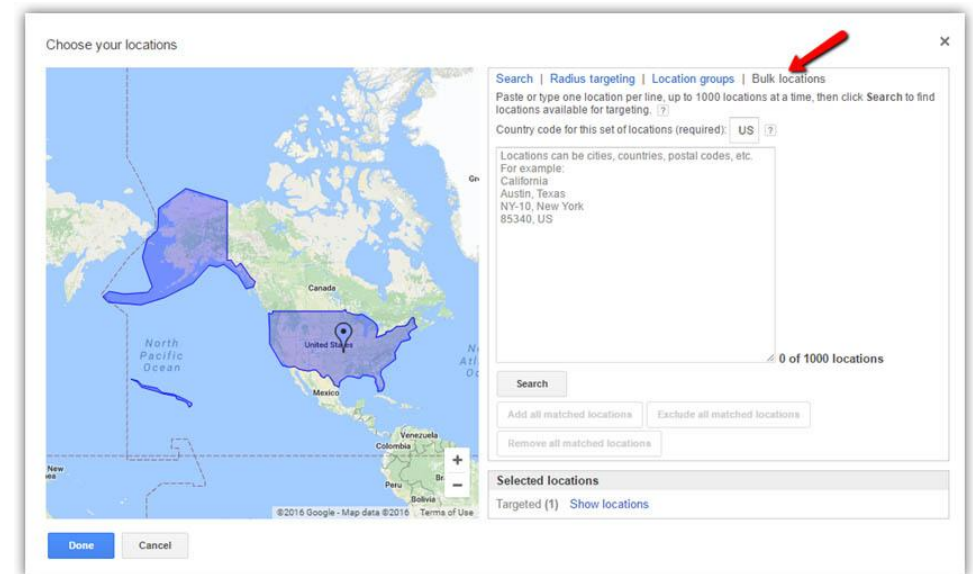 Choose your locations
Search | Radius targeting | Location groups | Bulk locations
Paste or type one location per line, up to 1000 locations at a time, then click Search to find
locations available for targeting. ?
Country code for this set of locations (required): US ?
Locations can be cities, countries, postal codes, etc.
For example:
California
Austin, Texas
NY-10, New York
85340, US
0 of 1000 locations
Search
Add all matched locations Exclude all matched locations
Remove all matched locations
Selected locations
Targeted (1) Show locations
Canada
United States
North
Pacific
Ocean
Mexico
Venezuela
Colombia
Peru
Bolivia
©2016 Google - Map data ©2016 Terms of Use
Done Cancel